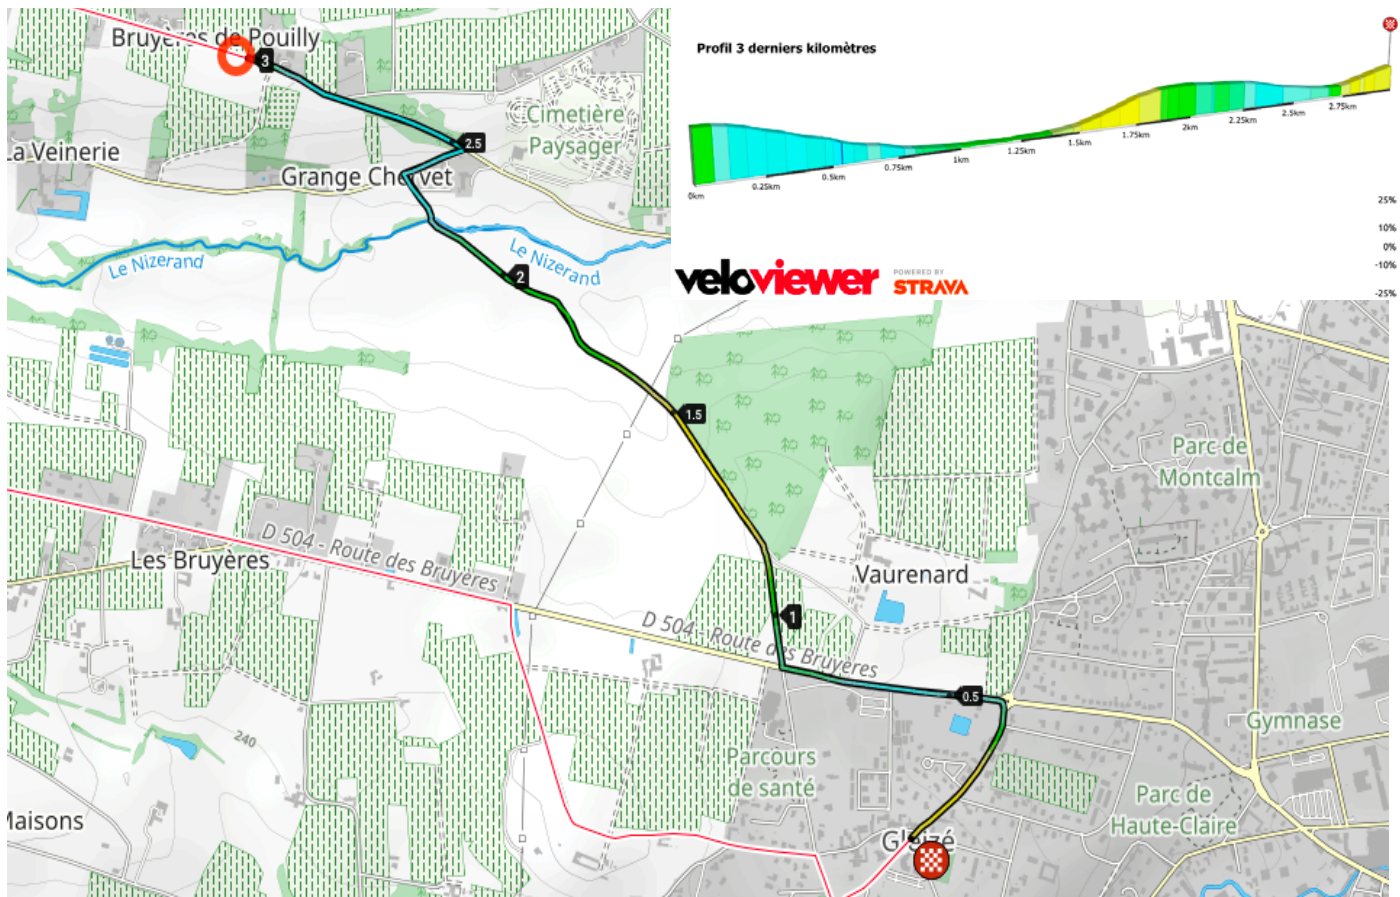 Bruyères de Pouilly
3
Profil 3 derniers kilomètres
Cimetière
Paysager
La Veinerie
2.5
Grange Chervet
0km
0.25km
0.5km
0.75km
1km
1.25km
1.5km
1.75km
2km
2.25km
2.5km
2.75km
25%
10%
0%
-10%
-25%
Le Nizerand
Le Nizerand
2
veloviewer
POWERED BY
STRAVA
1.5
Parc de
Montcalm
D 504 - Route des Bruyères
Les Bruyères
Vaurenard
1
D 504 - Route des Bruyères
0.5
Gymnase
240
Parcours
de santé
Parc de
Haute-Claire
Maisons
Gleizé